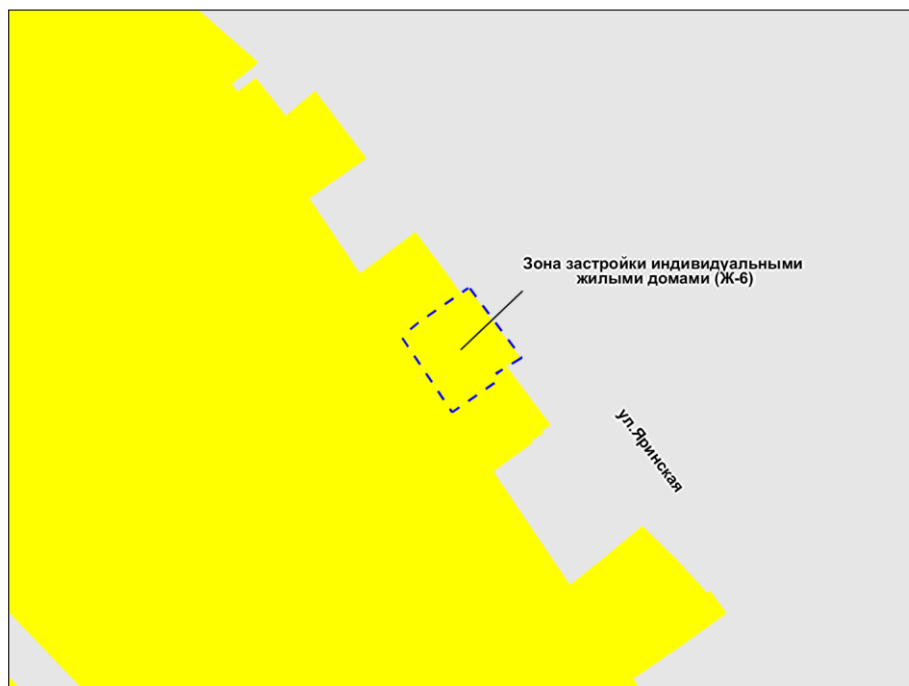 Зона застройки индивидуальными
жилыми домами (Ж-6)
ул.Яринская